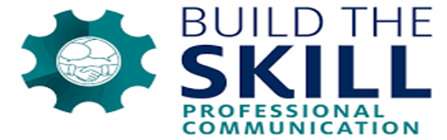 BUILD THE
SKILL
PROFESSIONAL
COMMUNICATION